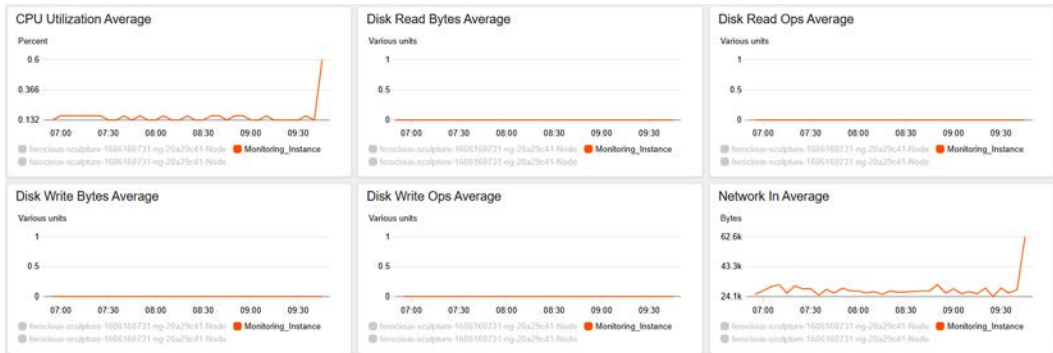 CPU Utilization Average
Percent
0.6
0.366
0.132
07:00 07:30 08:00 08:30 09:00 09:30
ferocious-sculpture-1606160731-ng-20a29c41-Node Monitoring_Instance
ferocious-sculpture-1606160731-ng-20a29c41-Node
Disk Read Bytes Average
Various units
1
0.5
0
07:00 07:30 08:00 08:30 09:00 09:30
ferocious-sculpture-1606160731-ng-20a29c41-Node Monitoring_Instance
ferocious-sculpture-1606160731-ng-20a29c41-Node
Disk Read Ops Average
Various units
1
0.5
0
07:00 07:30 08:00 08:30 09:00 09:30
ferocious-sculpture-1606160731-ng-20a29c41-Node Monitoring_Instance
ferocious-sculpture-1606160731-ng-20a29c41-Node
Disk Write Bytes Average
Various units
1
0.5
0
07:00 07:30 08:00 08:30 09:00 09:30
ferocious-sculpture-1606160731-ng-20a29c41-Node Monitoring_Instance
ferocious-sculpture-1606160731-ng-20a29c41-Node
Disk Write Ops Average
Various units
1
0.5
0
07:00 07:30 08:00 08:30 09:00 09:30
ferocious-sculpture-1606160731-ng-20a29c41-Node Monitoring_Instance
ferocious-sculpture-1606160731-ng-20a29c41-Node
Network In Average
Bytes
62.6k
43.3k
24.1k
07:00 07:30 08:00 08:30 09:00 09:30
ferocious-sculpture-1606160731-ng-20a29c41-Node Monitoring_Instance
ferocious-sculpture-1606160731-ng-20a29c41-Node